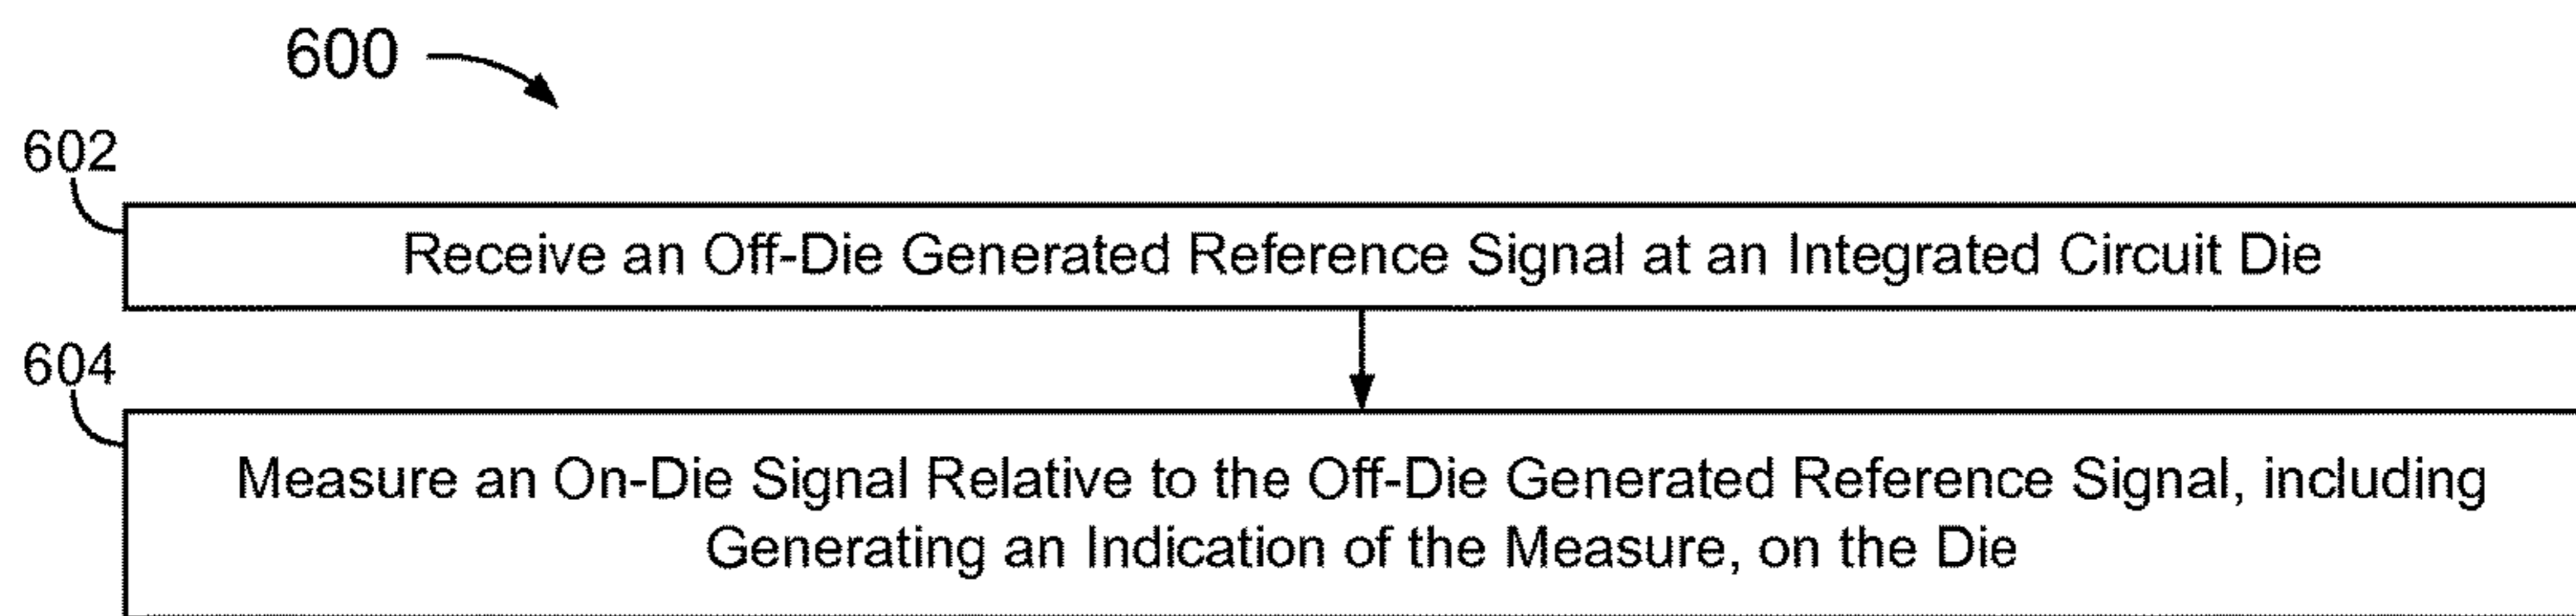 600
602
Receive an Off-Die Generated Reference Signal at an Integrated Circuit Die
604
Measure an On-Die Signal Relative to the Off-Die Generated Reference Signal, including
Generating an Indication of the Measure, on the Die